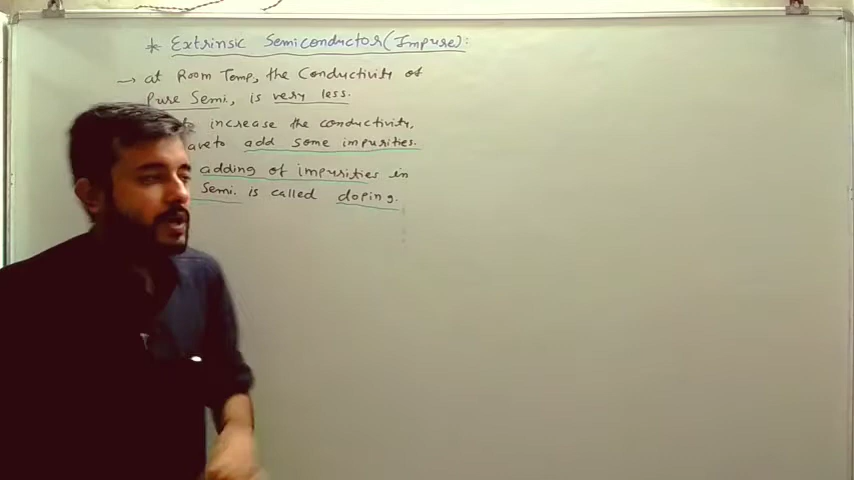 * Extrinsic Semiconductor (Impure):
→ at Room Temp, the Conductivity of
Pure Semi, is very less.
to increase the conductivity,
to add some impurities.
adding of impurities in
Semi. is called doping.